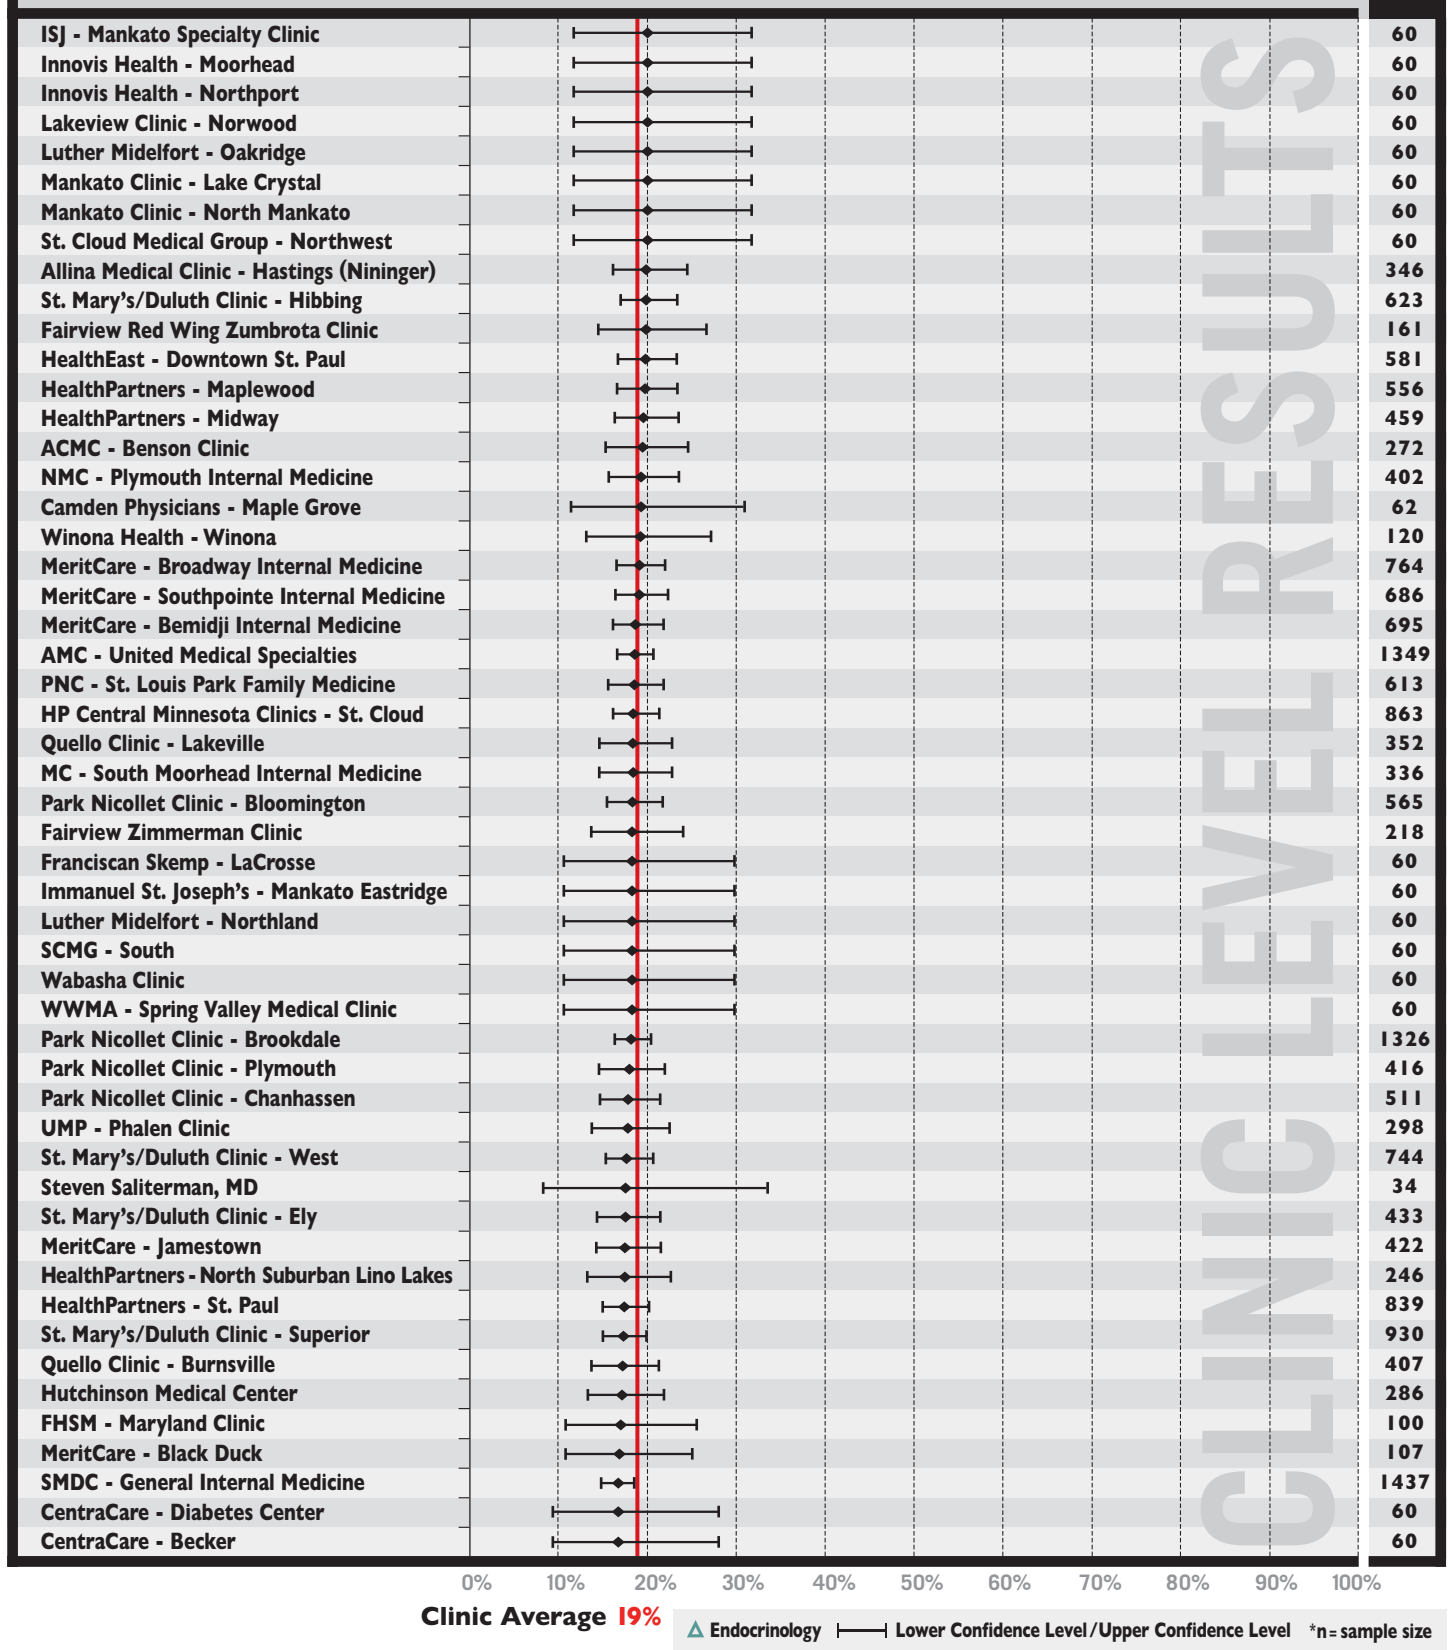 ISJ - Mankato Specialty Clinic 60
Innovis Health - Moorhead 60
Innovis Health - Northport 60
Lakeview Clinic - Norwood 60
Luther Midelfort - Oakridge 60
Mankato Clinic - Lake Crystal 60
Mankato Clinic - North Mankato 60
St. Cloud Medical Group - Northwest 60
Allina Medical Clinic - Hastings (Nininger) 346
St. Mary's/Duluth Clinic - Hibbing 623
Fairview Red Wing Zumbrota Clinic 161
HealthEast - Downtown St. Paul 581
HealthPartners - Maplewood 556
HealthPartners - Midway 459
ACMC - Benson Clinic 272
NMC - Plymouth Internal Medicine 402
Camden Physicians - Maple Grove 62
Winona Health - Winona 120
MeritCare - Broadway Internal Medicine 764
MeritCare - Southpointe Internal Medicine 686
MeritCare - Bemidji Internal Medicine 695
AMC - United Medical Specialties 1349
PNC - St. Louis Park Family Medicine 613
HP Central Minnesota Clinics - St. Cloud 863
Quello Clinic - Lakeville 352
MC - South Moorhead Internal Medicine 336
Park Nicollet Clinic - Bloomington 565
Fairview Zimmerman Clinic 218
Franciscan Skemp - LaCrosse 60
Immanuel St. Joseph's - Mankato Eastridge 60
Luther Midelfort - Northland 60
SCMG - South 60
Wabasha Clinic 60
WWMA - Spring Valley Medical Clinic 60
Park Nicollet Clinic - Brookdale 1326
Park Nicollet Clinic - Plymouth 416
Park Nicollet Clinic - Chanhassen 511
UMP - Phalen Clinic 298
St. Mary's/Duluth Clinic - West 744
Steven Saliterman, MD 34
St. Mary's/Duluth Clinic - Ely 433
MeritCare - Jamestown 422
HealthPartners - North Suburban Lino Lakes 246
HealthPartners - St. Paul 839
St. Mary's/Duluth Clinic - Superior 930
Quello Clinic - Burnsville 407
Hutchinson Medical Center 286
FHSM - Maryland Clinic 100
MeritCare - Black Duck 107
SMDC - General Internal Medicine 1437
CentraCare - Diabetes Center 60
CentraCare - Becker 60
CLINIC LEVEL RESULTS
0% 10% 20% 30% 40% 50% 60% 70% 80% 90% 100%
Clinic Average 19%
Endocrinology Lower Confidence Level/Upper Confidence Level *n=sample size